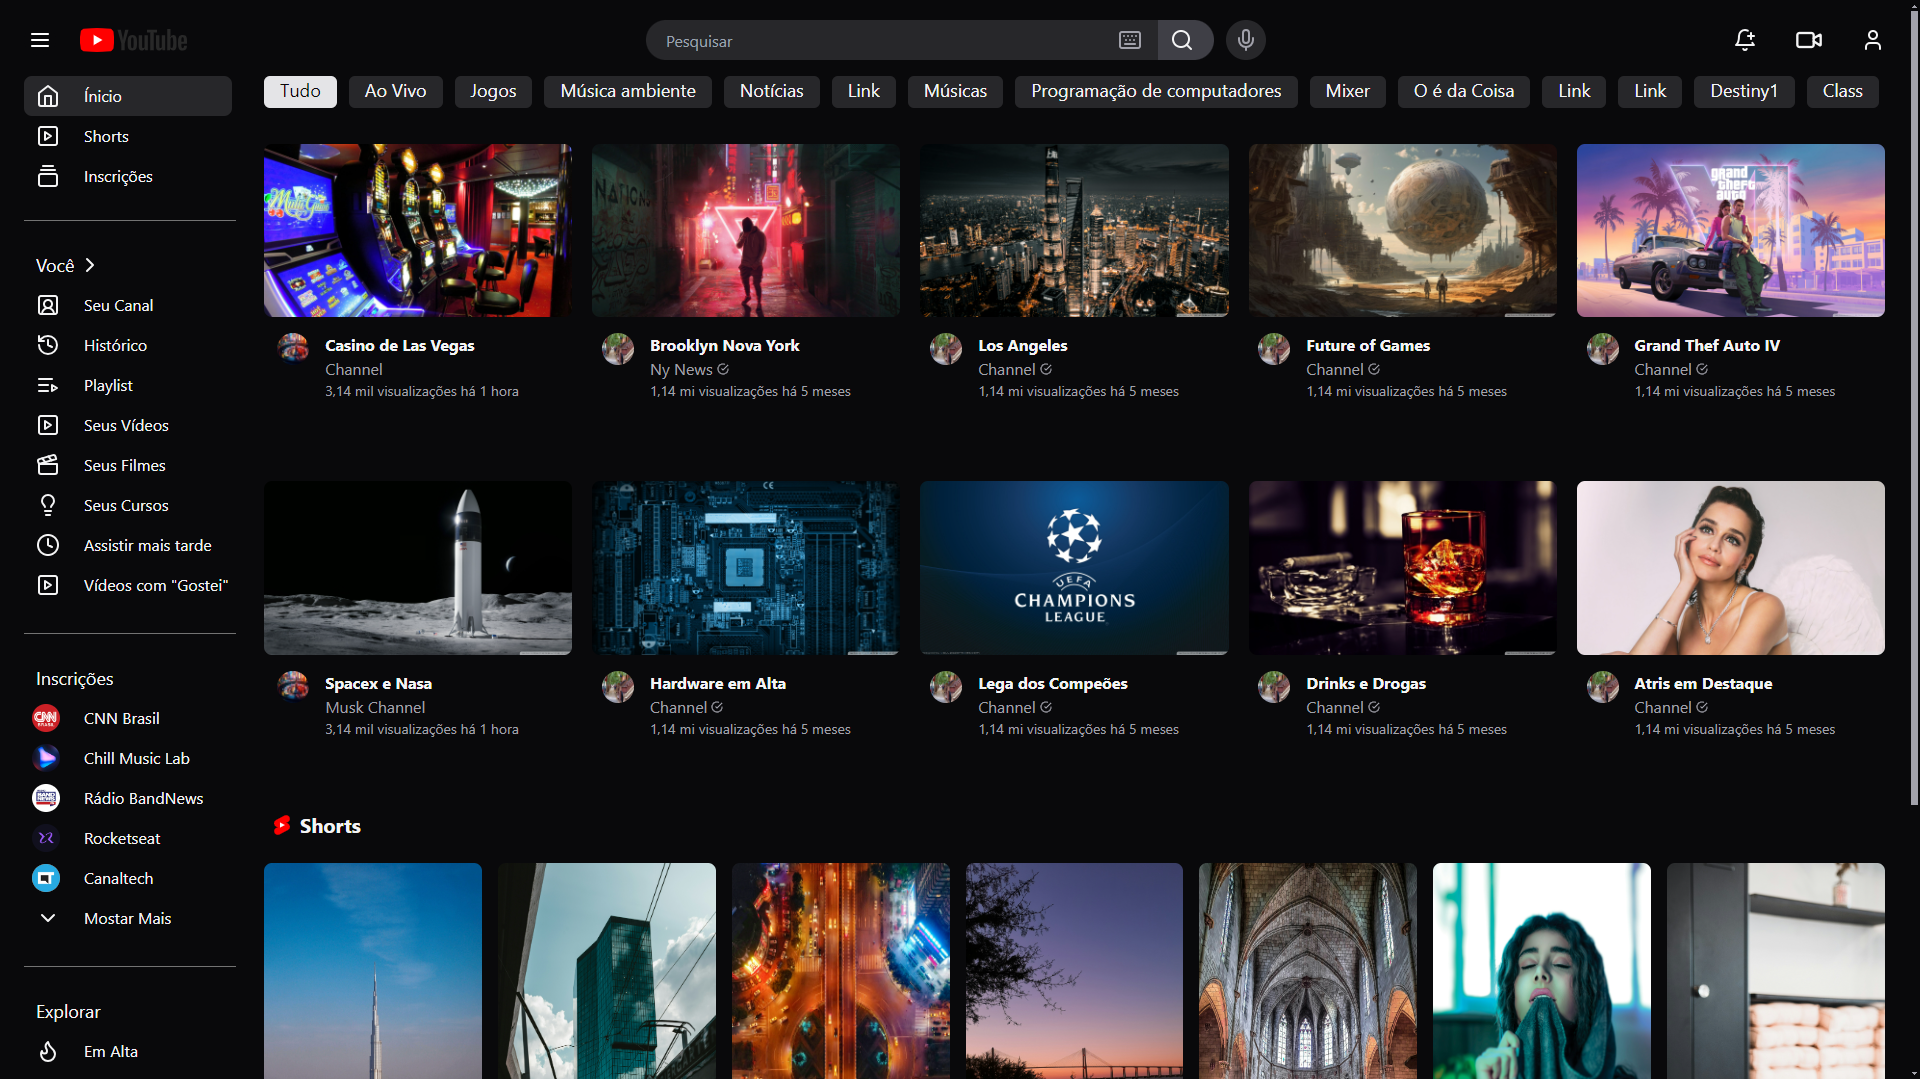 YouTube
Pesquisar
Ínicio
Shorts
Inscrições
Você
Seu Canal
Histórico
Playlist
Seus Vídeos
Seus Filmes
Seus Cursos
Assistir mais tarde
Vídeos com "Gostei"
Inscrições
CNN Brasil
Chill Music Lab
Rádio BandNews
Rocketseat
Canaltech
Mostar Mais
Explorar
Em Alta
Tudo Ao Vivo Jogos Música ambiente Notícias Link Músicas Programação de computadores Mixer O é da Coisa Link Link Destiny1 Class
NATIONS
grand
theft
auto
Casino de Las Vegas
Channel
3,14 mil visualizações há 1 hora
Brooklyn Nova York
Ny News
1,14 mi visualizações há 5 meses
Los Angeles
Channel
1,14 mi visualizações há 5 meses
Future of Games
Channel
1,14 mi visualizações há 5 meses
Grand Thef Auto IV
Channel
1,14 mi visualizações há 5 meses
UEFA
CHAMPIONS
LEAGUE
Spacex e Nasa
Musk Channel
3,14 mil visualizações há 1 hora
Hardware em Alta
Channel
1,14 mi visualizações há 5 meses
Lega dos Compeões
Channel
1,14 mi visualizações há 5 meses
Drinks e Drogas
Channel
1,14 mi visualizações há 5 meses
Atris em Destaque
Channel
1,14 mi visualizações há 5 meses
Shorts